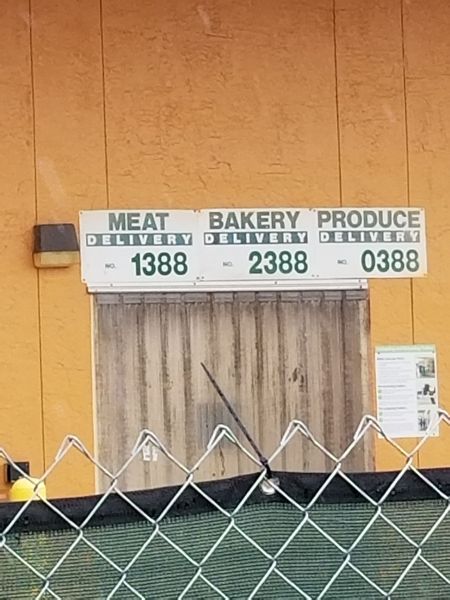 MEAT
DELIVERY
NO. 1388
BAKERY
DELIVERY
NO. 2388
PRODUCE
DELIVERY
NO. 0388